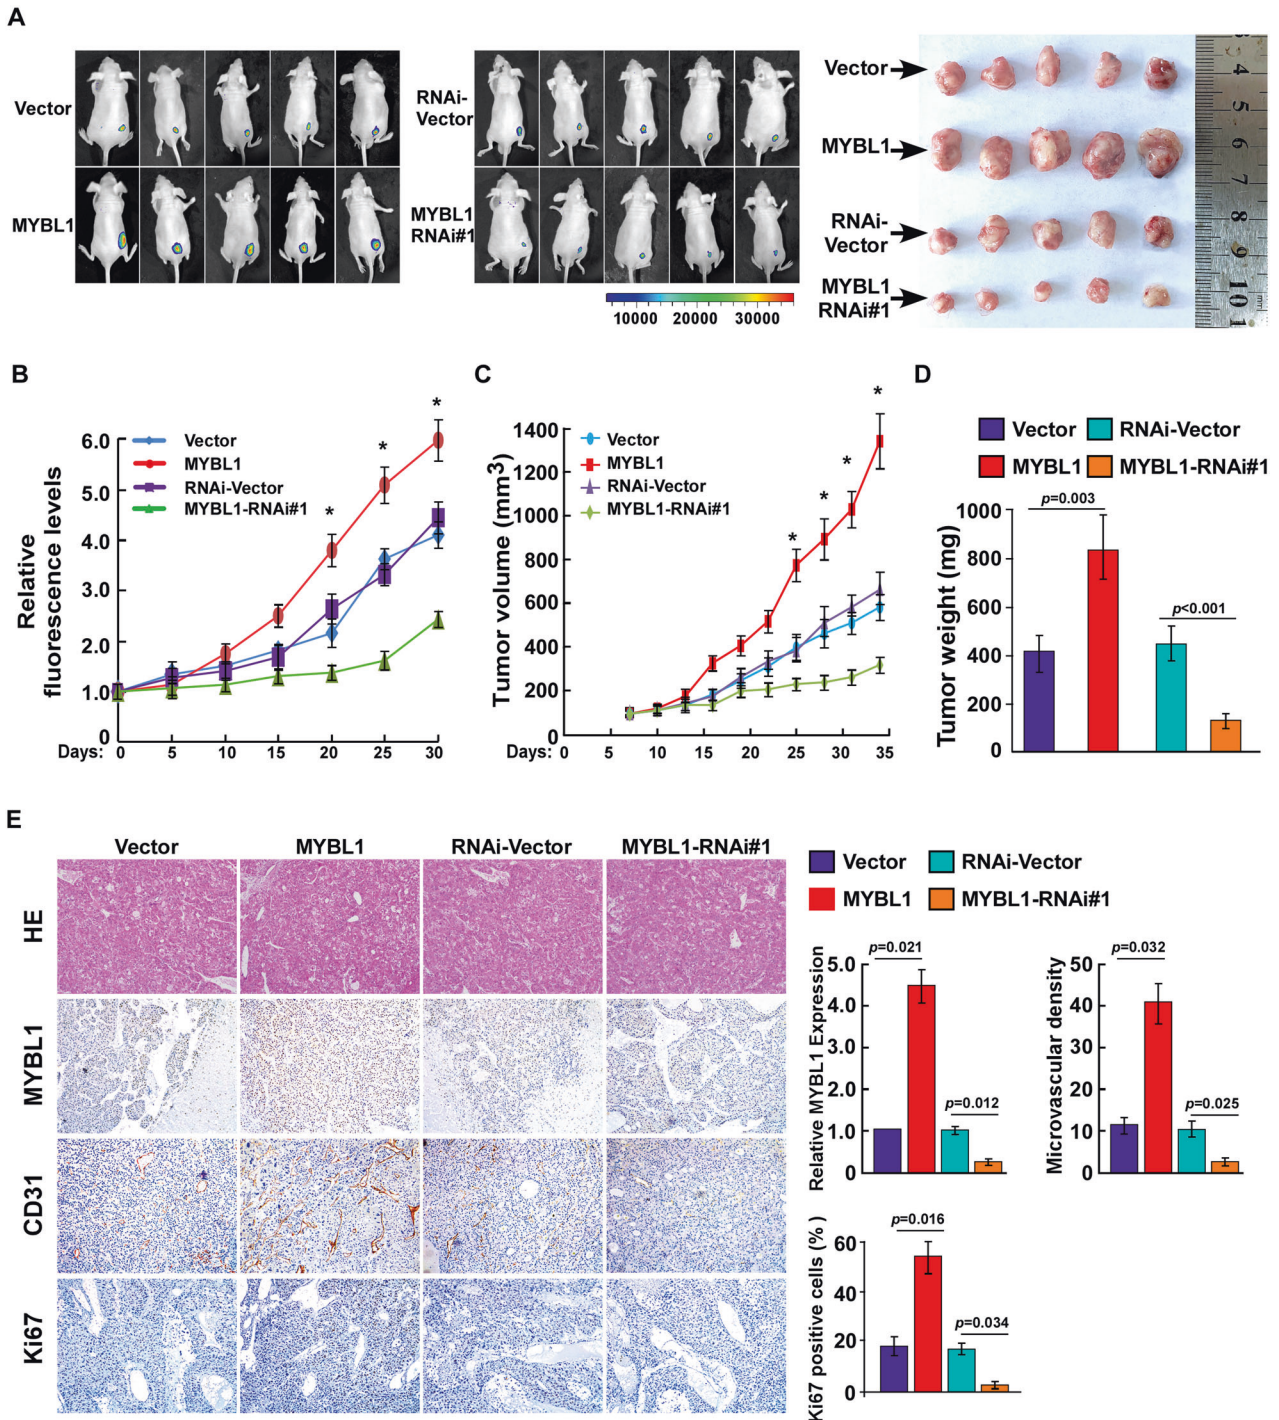 A
Vector
MYBL1
RNAi-
Vector
MYBL1
RNAi#1
10000 20000 30000
Vector
MYBL1
RNAi-
Vector
MYBL1
RNAi#1
4
5
6
7
8
9
10
B
Relative
fluorescence levels
Vector
MYBL1
RNAi-Vector
MYBL1-RNAi#1
* * *
6.0
5.0
4.0
3.0
2.0
1.0
0
Days: 0 5 10 15 20 25 30
C
Tumor volume (mm3)
Vector
MYBL1
RNAi-Vector
MYBL1-RNAi#1
* * * *
1400
1200
1000
800
600
400
200
0
Days: 0 5 10 15 20 25 30 35
D
Vector RNAi-Vector
MYBL1 MYBL1-RNAi#1
Tumor weight (mg)
p=0.003
p<0.001
1000
800
600
400
200
0
E
Vector MYBL1 RNAi-Vector MYBL1-RNAi#1
HE
MYBL1
CD31
Ki67
Vector RNAi-Vector
MYBL1 MYBL1-RNAi#1
Relative MYBL1 Expression
p=0.021
p=0.012
5.0
4.0
3.0
2.0
1.0
0
Microvascular density
p=0.032
p=0.025
50
40
30
20
10
0
Ki67 positive cells (% )
p=0.016
p=0.034
60
40
20
0